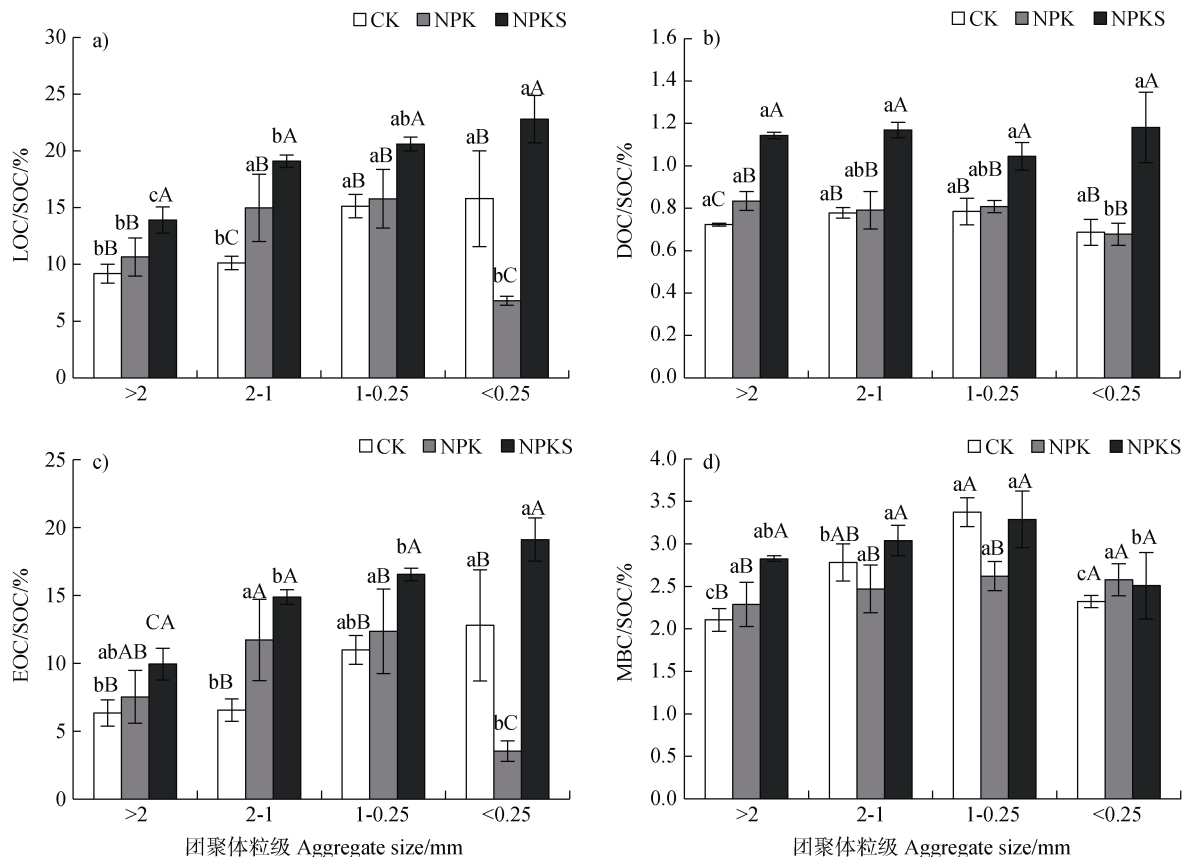 CK NPK NPKS
a)
LOC/SOC/%
30
25
20
15
10
5
0
bB bB cA
bC aB bA
aB aB abA
aB bC aA
>2 2-1 1-0.25 <0.25
CK NPK NPKS
b)
DOC/SOC/%
1.6
1.4
1.2
1.0
0.8
0.6
0.4
0.2
0.0
aC aB aA
aB abB aA
aB abB aA
aB bB aA
>2 2-1 1-0.25 <0.25
CK NPK NPKS
c)
EOC/SOC/%
25
20
15
10
5
0
bB abAB CA
bB aA bA
abB aB bA
aB bC aA
>2 2-1 1-0.25 <0.25
团聚体粒级 Aggregate size/mm
CK NPK NPKS
d)
MBC/SOC/%
4.0
3.5
3.0
2.5
2.0
1.5
1.0
0.5
0.0
cB aB abA
bAB aB aA
aA aB aA
cA aA bA
>2 2-1 1-0.25 <0.25
团聚体粒级 Aggregate size/mm